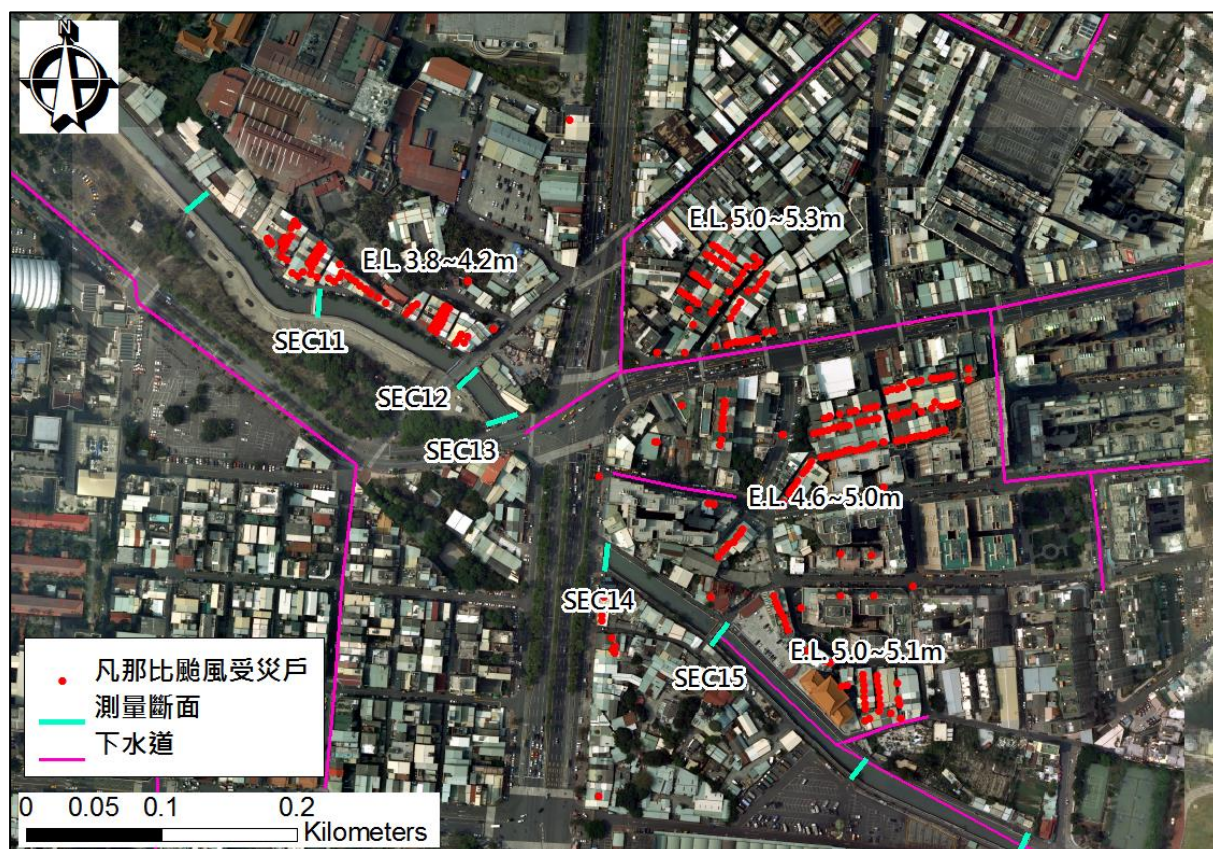 N
E.L. 5.0~5.3m
E.L. 3.8~4.2m
SEC11
SEC12
SEC13
E.L. 4.6~5.0m
SEC14
E.L. 5.0~5.1m
SEC15
凡那比颱風受災戶
測量斷面
下水道
0 0.05 0.1 0.2
Kilometers